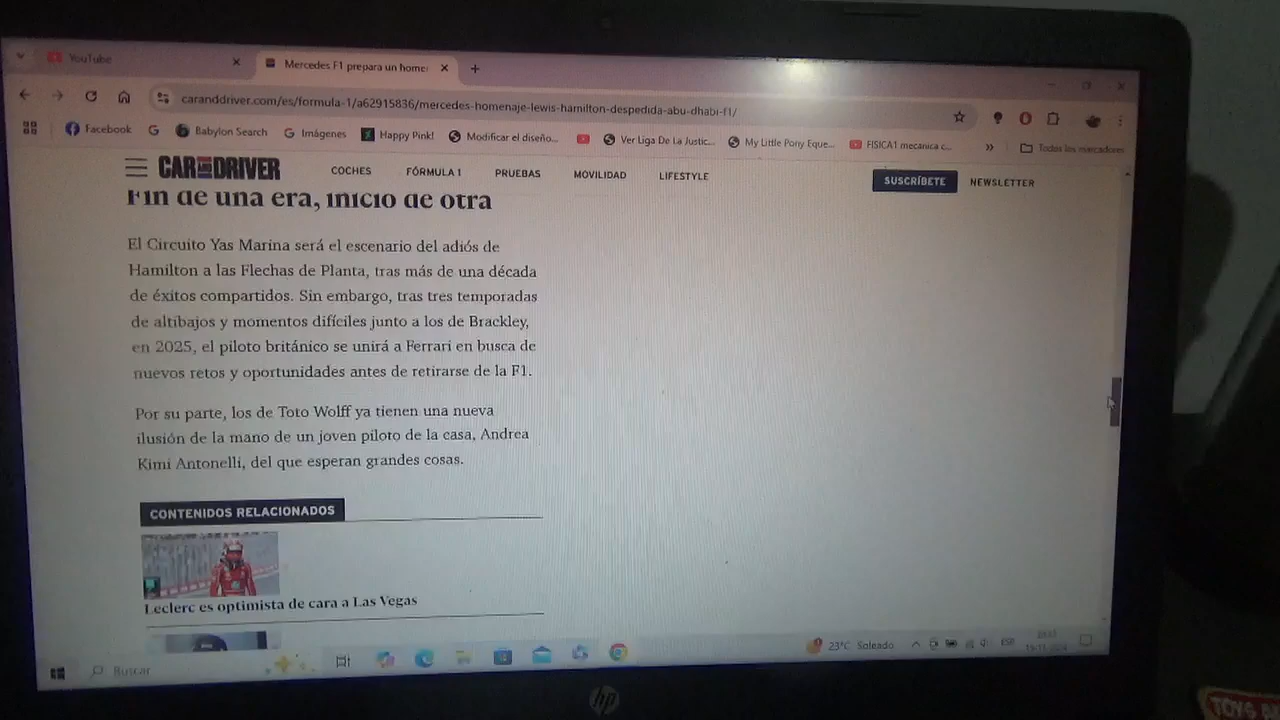 YouTube
Mercedes F1 prepara un home
caranddriver.com/es/formula-1/a62915836/mercedes-homenaje-lewis-hamilton-despedida-abu-dhabi-f1/
Facebook
Babylon Search
Imágenes
Happy Pink!
Modificar el diseño...
Ver Liga De La Justic...
My Little Pony Eque...
FISICA1 mecanica c...
Todos los marcadores
CAR AND DRIVER
COCHES
FÓRMULA 1
PRUEBAS
MOVILIDAD
LIFESTYLE
SUSCRÍBETE
NEWSLETTER
Fin de una era, inicio de otra
El Circuito Yas Marina será el escenario del adiós de
Hamilton a las Flechas de Planta, tras más de una década
de éxitos compartidos. Sin embargo, tras tres temporadas
de altibajos y momentos difíciles junto a los de Brackley,
en 2025, el piloto británico se unirá a Ferrari en busca de
nuevos retos y oportunidades antes de retirarse de la F1.
Por su parte, los de Toto Wolff ya tienen una nueva
ilusión de la mano de un joven piloto de la casa, Andrea
Kimi Antonelli, del que esperan grandes cosas.
CONTENIDOS RELACIONADOS
Leclerc es optimista de cara a Las Vegas
Buscar
23°C Soleado
ESP
hp
TOYS